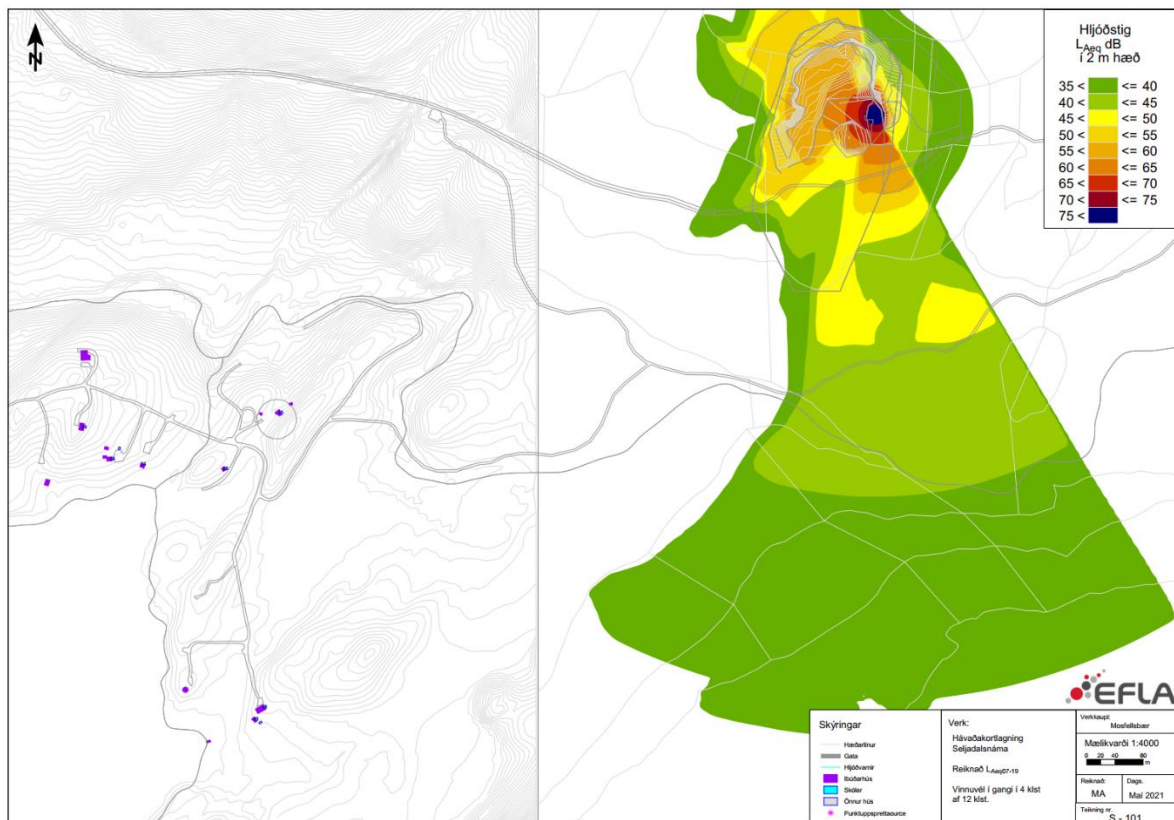 N
Hljóðstig
LAeq dB
í 2 m hæð
35 < <= 40
40 < <= 45
45 < <= 50
50 < <= 55
55 < <= 60
60 < <= 65
65 < <= 70
70 < <= 75
75 <
EFLA
Skýringar
Hæðarlínur
Gata
Hljóðvarnir
Íbúðarhús
Skólar
Önnur hús
Punktuppsprettaource
Verk:
Hávaðakortlagning
Seljadalsnáma
Reiknað LAeq07-19
Vinnuvél í gangi í 4 klst
af 12 klst.
Verkkaupi:
Mosfellsbær
Mælikvarði 1:4000
0 20 40 80
m
Reiknað:
MA
Dags.
Maí 2021
Teikning nr.
S - 101